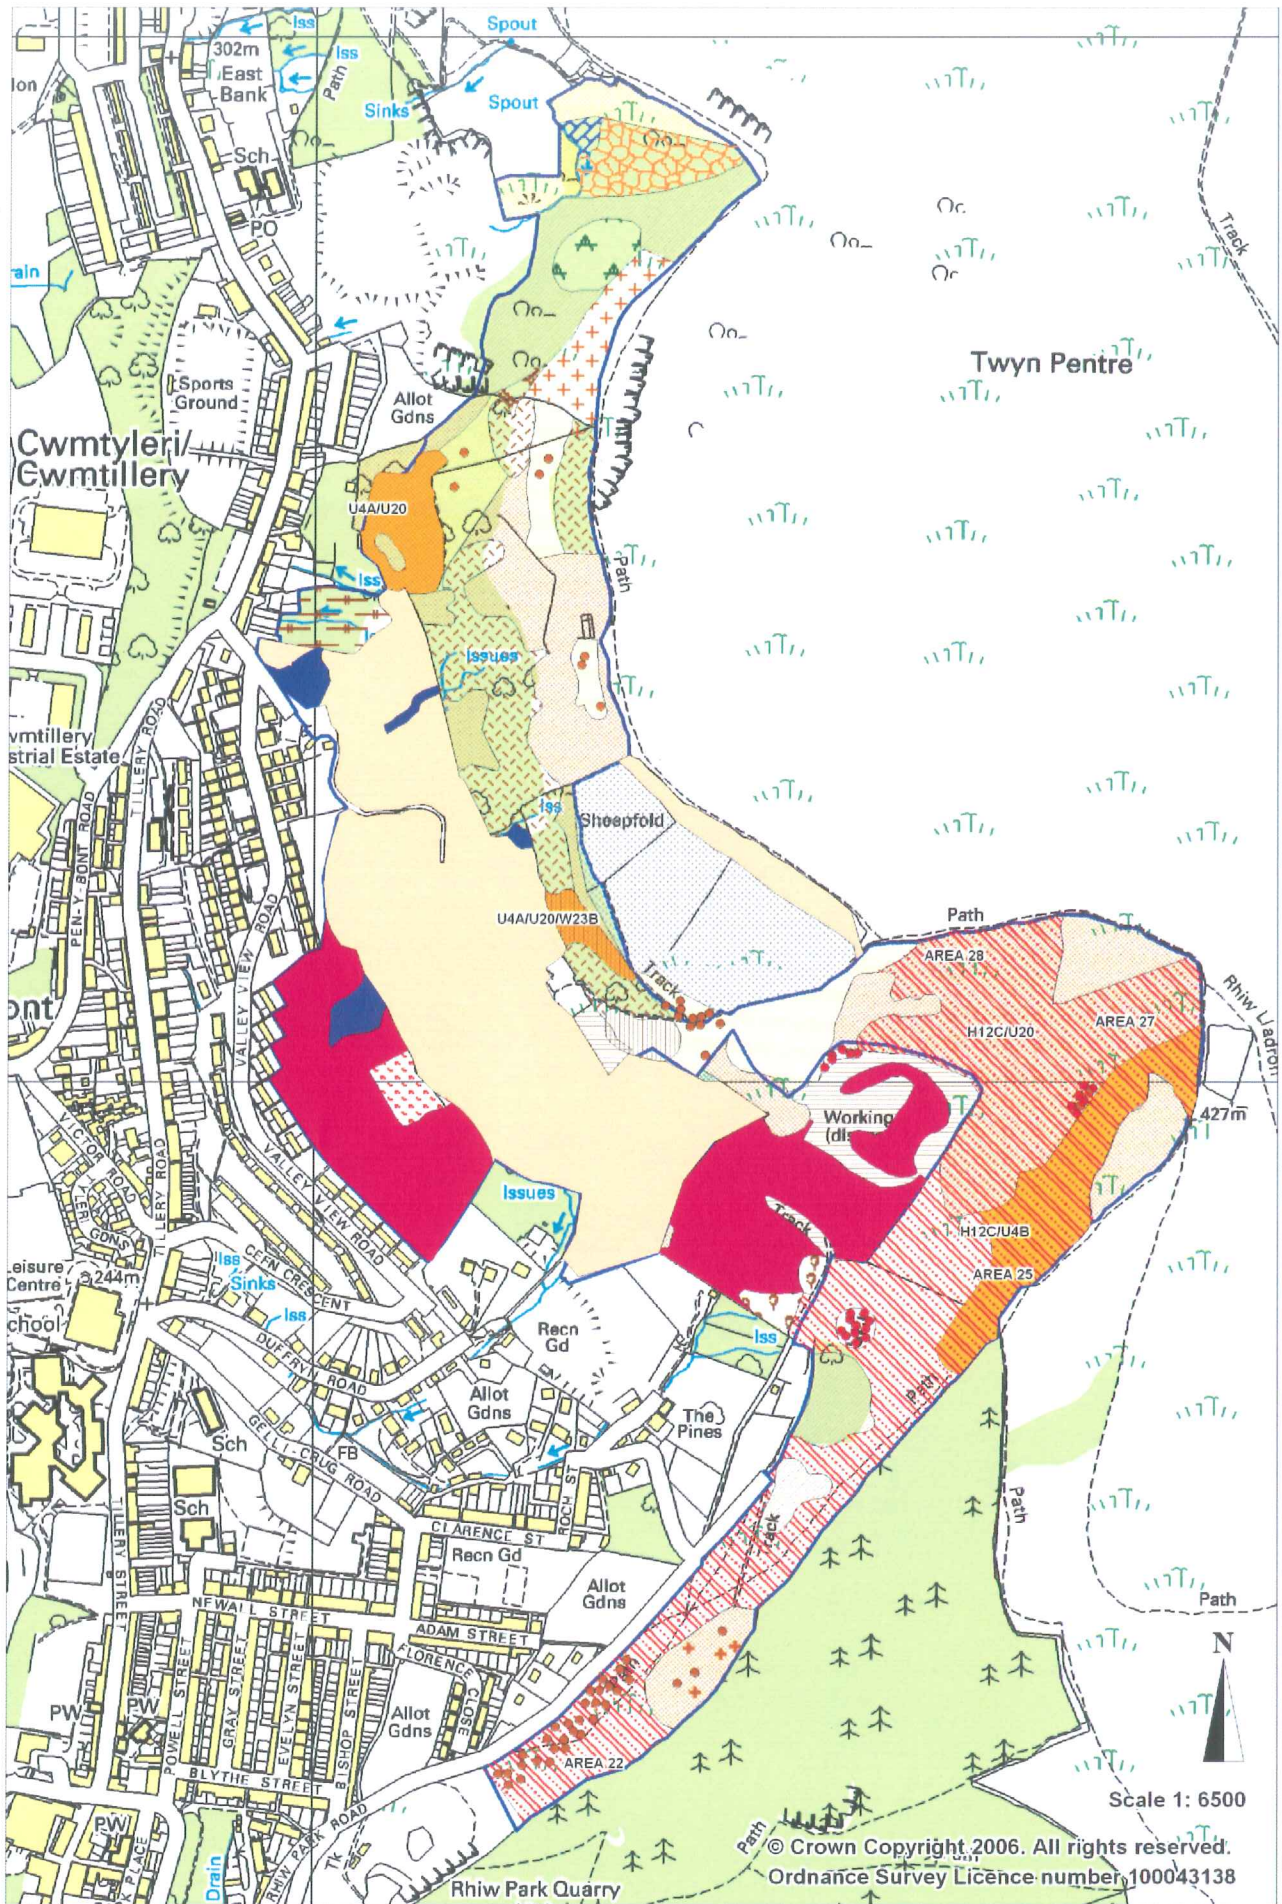 Spout
Iss
302m
East
Bank
Iss
Path
Spout
Sinks
Sch
PO
Track
Twyn Pentre
Sports
Ground
Allot
Gdns
Cwmtyleri/
Cwmtillery
U4A/U20
Iss
Path
Issues
TILLERY ROAD
PEN-Y-BONT ROAD
Iss
Sheepfold
VALLEY VIEW ROAD
U4A/U20/W23B
Path
AREA 28
Track
Rhiw Lladron
H12C/U20
AREA 27
427m
Working
VICTOR ROAD
TILLERY ROAD
GDNS
VALLEY VIEW ROAD
Issues
Track
H12C/U4B
AREA 25
Iss
Sinks
Iss
CEFN CRESCENT
244m
Centre
DUFFRYN ROAD
Recn
Gd
Iss
Allot
Gdns
The
Pines
Path
Sch
FB
GELLI-CRUG ROAD
Sch
ROCH ST
CLARENCE ST
Recn Gd
Track
Path
TILLERY STREET
Allot
Gdns
NEWALL STREET
ADAM STREET
FLORENCE CLOSE
Path
N
PW
PW
POWELL STREET
GRAY STREET
EVELYN STREET
BISHOP STREET
Allot
Gdns
AREA 22
BLYTHE STREET
Scale 1: 6500
PW
RHIW PARK ROAD
TK
Path
Drain
Rhiw Park Quarry
© Crown Copyright 2006. All rights reserved.
Ordnance Survey Licence number 100043138